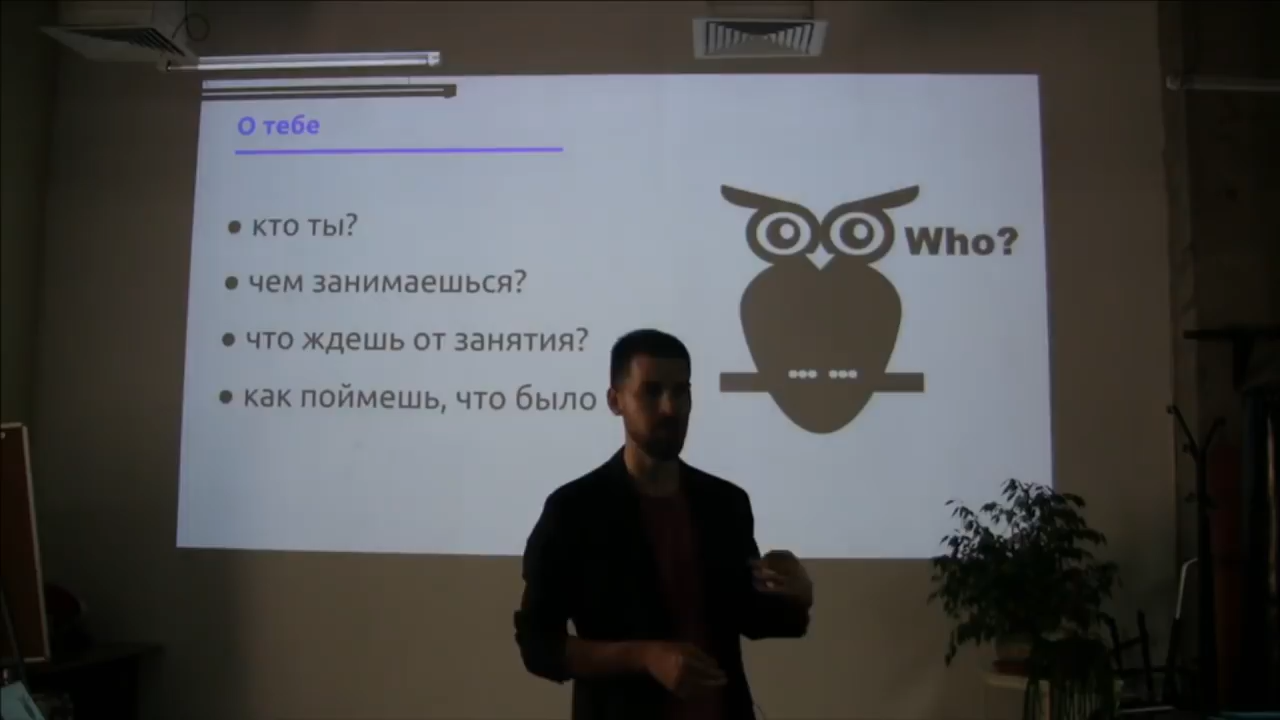 О тебе
• кто ты?
• чем занимаешься?
• что ждешь от занятия?
• как поймешь, что было
Who?